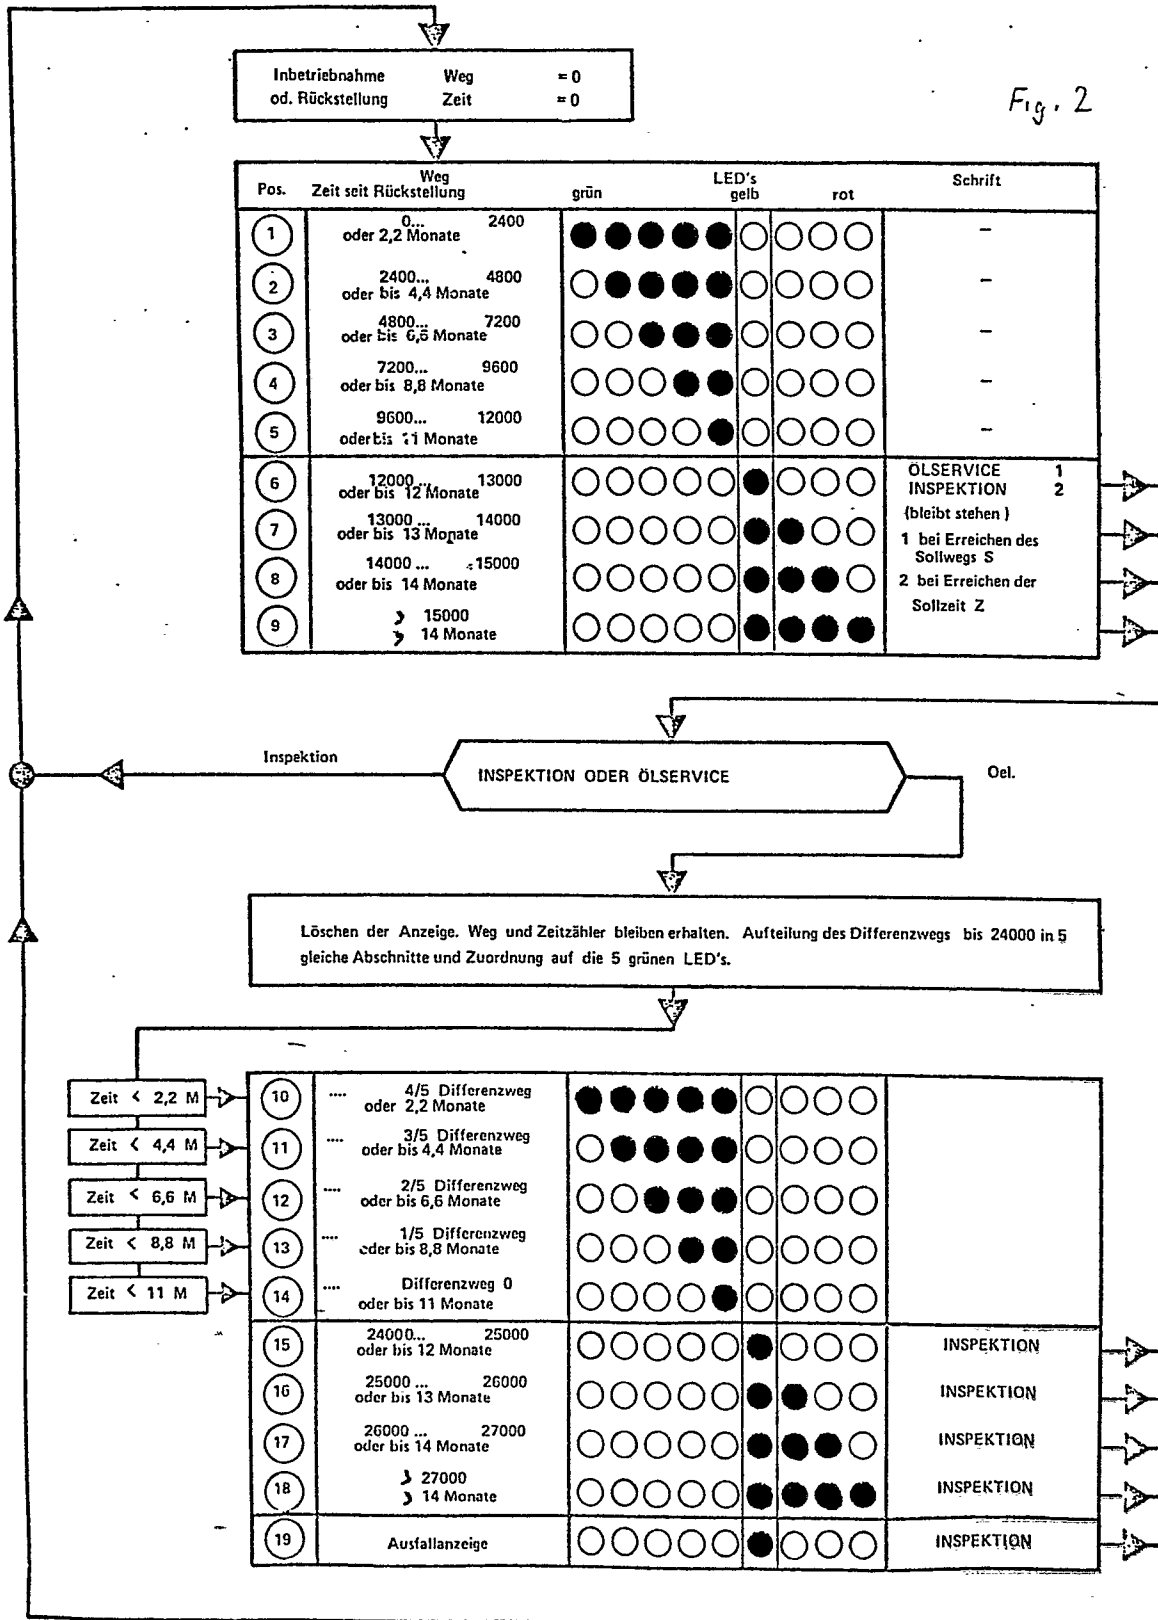 Inbetriebnahme Weg = 0
od. Rückstellung Zeit = 0
Fig. 2
Pos. Weg LED's Schrift
Zeit seit Rückstellung grün gelb rot
1 0... 2400 –
oder 2,2 Monate
2 2400... 4800 –
oder bis 4,4 Monate
3 4800... 7200 –
oder bis 6,6 Monate
4 7200... 9600 –
oder bis 8,8 Monate
5 9600... 12000 –
oder bis 11 Monate
6 12000... 13000 ÖLSERVICE 1
oder bis 12 Monate INSPEKTION 2
(bleibt stehen)
7 13000 ... 14000 1 bei Erreichen des
oder bis 13 Monate Sollwegs S
8 14000 ... 15000 2 bei Erreichen der
oder bis 14 Monate Sollzeit Z
9 > 15000
> 14 Monate
Inspektion
INSPEKTION ODER ÖLSERVICE
Oel.
Löschen der Anzeige. Weg und Zeitzähler bleiben erhalten. Aufteilung des Differenzwegs bis 24000 in 5
gleiche Abschnitte und Zuordnung auf die 5 grünen LED's.
Zeit < 2,2 M 10 .... 4/5 Differenzweg
oder 2,2 Monate
Zeit < 4,4 M 11 .... 3/5 Differenzweg
oder bis 4,4 Monate
Zeit < 6,6 M 12 .... 2/5 Differenzweg
oder bis 6,6 Monate
Zeit < 8,8 M 13 .... 1/5 Differenzweg
oder bis 8,8 Monate
Zeit < 11 M 14 .... Differenzweg 0
oder bis 11 Monate
15 24000... 25000 INSPEKTION
oder bis 12 Monate
16 25000 ... 26000 INSPEKTION
oder bis 13 Monate
17 26000 ... 27000 INSPEKTION
oder bis 14 Monate
18 > 27000 INSPEKTION
> 14 Monate
19 Ausfallanzeige INSPEKTION